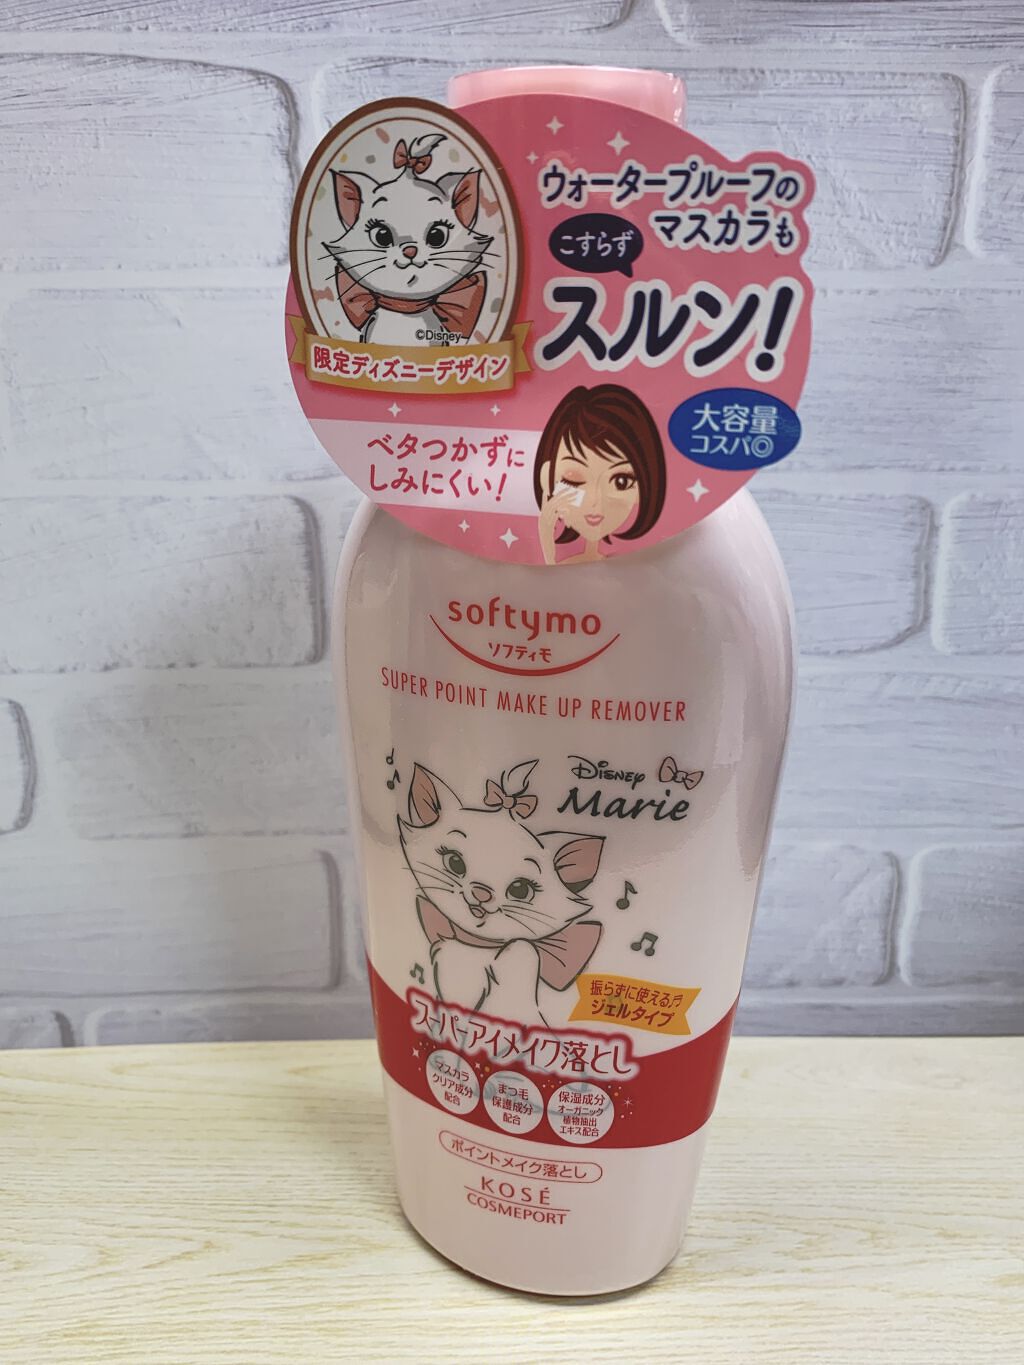 ウォータープルーフの
マスカラも
こすらず
スルン!
©Disney
限定ディズニーデザイン
大容量
コスパ◎
ベタつかずに
しみにくい!
softymo
ソフティモ
SUPER POINT MAKE UP REMOVER
Disney
Marie
振らずに使える♬
ジェルタイプ
スーパーアイメイク落とし
マスカラ
クリア成分
配合
まつ毛
保護成分
配合
保湿成分
オーガニック
植物抽出
エキス配合
ポイントメイク落とし
KOSÉ
COSMEPORT